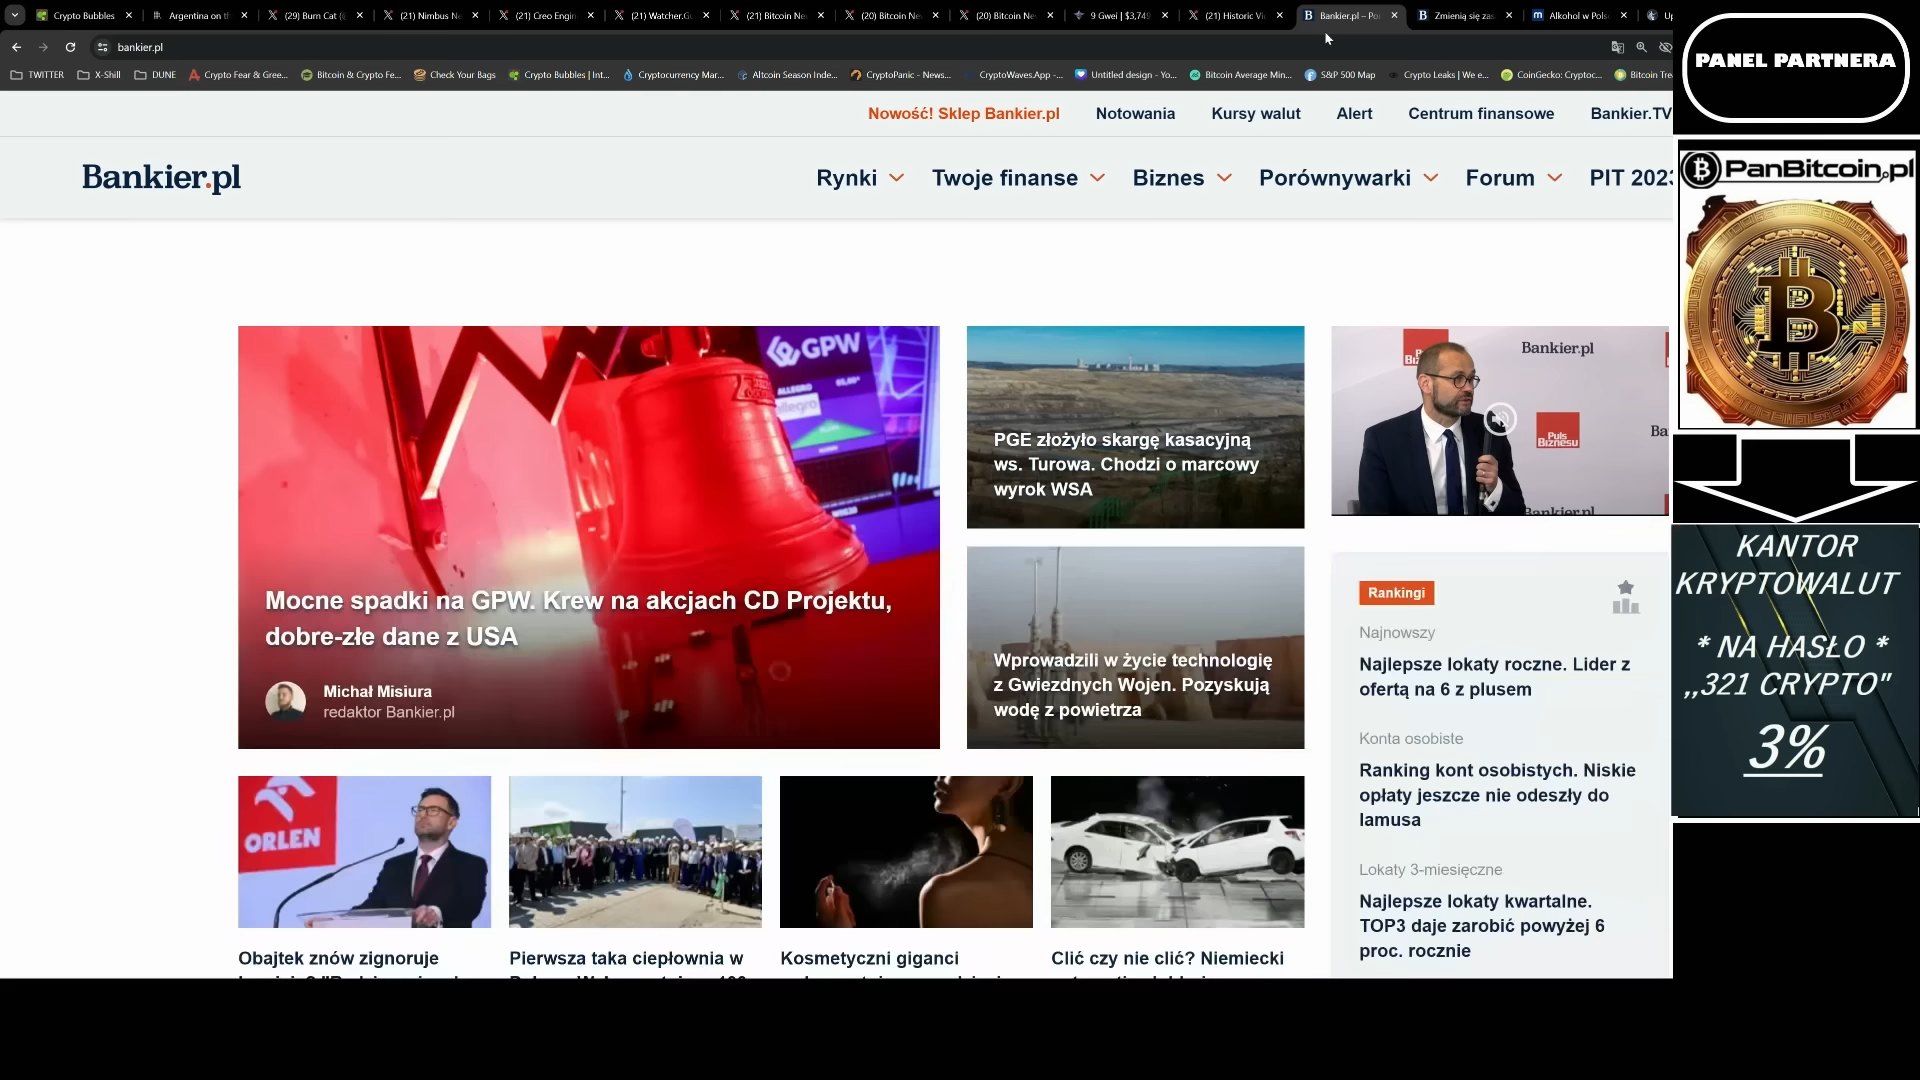 Crypto Bubbles
Argentina on th
(29) Burn Cat (@
(21) Nimbus Ne
(21) Creo Engin
(21) Watcher.Gu
(21) Bitcoin Ne
(20) Bitcoin Ne
(20) Bitcoin Ne
9 Gwei | $3,749
(21) Historic Vi
Bankier.pl – Po
Zmienią się zas
Alkohol w Pols
Up
bankier.pl
TWITTER
X-Shill
DUNE
Crypto Fear & Gree...
Bitcoin & Crypto Fe...
Check Your Bags
Crypto Bubbles | Int...
Cryptocurrency Mar...
Altcoin Season Inde...
CryptoPanic - News...
CryptoWaves.App -...
Untitled design - Yo...
Bitcoin Average Min...
S&P 500 Map
Crypto Leaks | We e...
CoinGecko: Cryptoc...
Bitcoin Tre
Nowość! Sklep Bankier.pl
Notowania
Kursy walut
Alert
Centrum finansowe
Bankier.TV
Bankier.pl
Rynki
Twoje finanse
Biznes
Porównywarki
Forum
PIT 2023
GPW
ALLEGRO
allegro
Mocne spadki na GPW. Krew na akcjach CD Projektu,
dobre-złe dane z USA
Michał Misiura
redaktor Bankier.pl
PGE złożyło skargę kasacyjną
ws. Turowa. Chodzi o marcowy
wyrok WSA
Wprowadzili w życie technologię
z Gwiezdnych Wojen. Pozyskują
wodę z powietrza
Bankier.pl
Puls
Biznesu
Ba
Bankier.pl
Rankingi
Najnowszy
Najlepsze lokaty roczne. Lider z
ofertą na 6 z plusem
Konta osobiste
Ranking kont osobistych. Niskie
opłaty jeszcze nie odeszły do
lamusa
Lokaty 3-miesięczne
Najlepsze lokaty kwartalne.
TOP3 daje zarobić powyżej 6
proc. rocznie
ORLEN
Obajtek znów zignoruje
Pierwsza taka ciepłownia w
Kosmetyczni giganci
Clić czy nie clić? Niemiecki
PANEL PARTNERA
PanBitcoin.pl
KANTOR
KRYPTOWALUT
* NA HASŁO *
,,321 CRYPTO"
3%